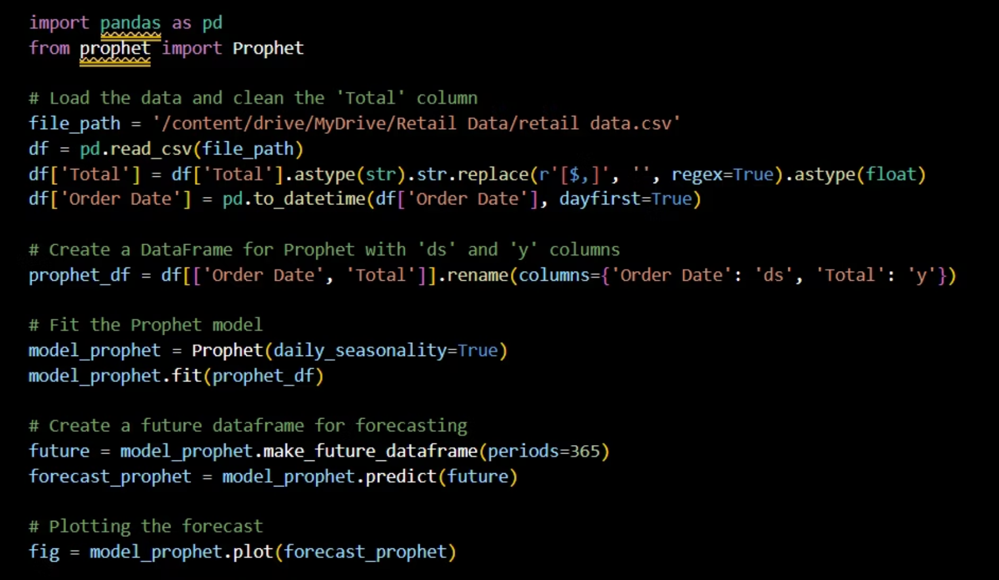 import pandas as pd
from prophet import Prophet
# Load the data and clean the 'Total' column
file_path = '/content/drive/MyDrive/Retail Data/retail data.csv'
df = pd.read_csv(file_path)
df['Total'] = df['Total'].astype(str).str.replace(r'[$,]', '', regex=True).astype(float)
df['Order Date'] = pd.to_datetime(df['Order Date'], dayfirst=True)
# Create a DataFrame for Prophet with 'ds' and 'y' columns
prophet_df = df[['Order Date', 'Total']].rename(columns={'Order Date': 'ds', 'Total': 'y'})
# Fit the Prophet model
model_prophet = Prophet(daily_seasonality=True)
model_prophet.fit(prophet_df)
# Create a future dataframe for forecasting
future = model_prophet.make_future_dataframe(periods=365)
forecast_prophet = model_prophet.predict(future)
# Plotting the forecast
fig = model_prophet.plot(forecast_prophet)